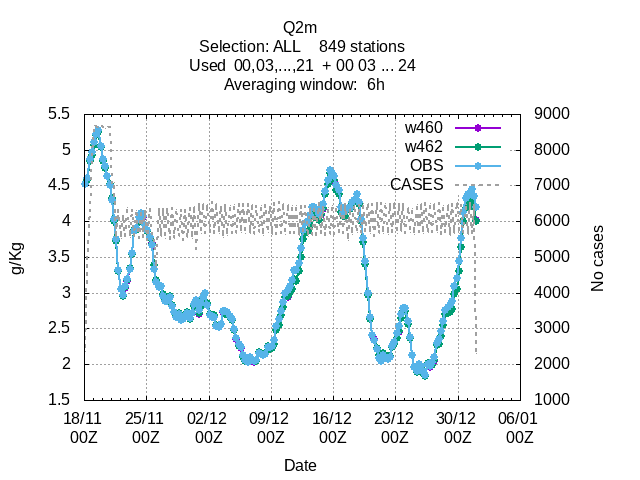 Q2m
Selection: ALL    849 stations
Used  00,03,...,21  + 00 03 ... 24
Averaging window:  6h
5.5
5
4.5
4
3.5
3
2.5
2
1.5
g/Kg
9000
8000
7000
6000
5000
4000
3000
2000
1000
No cases
w460
w462
OBS
CASES
18/11 25/11 02/12 09/12 16/12 23/12 30/12 06/01
00Z 00Z 00Z 00Z 00Z 00Z 00Z 00Z
Date